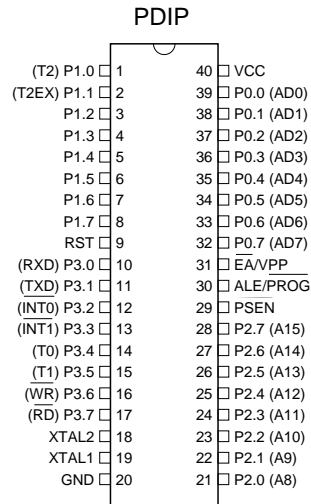 PDIP
(T2) P1.0 1 40 VCC
(T2EX) P1.1 2 39 P0.0 (AD0)
P1.2 3 38 P0.1 (AD1)
P1.3 4 37 P0.2 (AD2)
P1.4 5 36 P0.3 (AD3)
P1.5 6 35 P0.4 (AD4)
P1.6 7 34 P0.5 (AD5)
P1.7 8 33 P0.6 (AD6)
RST 9 32 P0.7 (AD7)
(RXD) P3.0 10 31 EA/VPP
(TXD) P3.1 11 30 ALE/PROG
(INT0) P3.2 12 29 PSEN
(INT1) P3.3 13 28 P2.7 (A15)
(T0) P3.4 14 27 P2.6 (A14)
(T1) P3.5 15 26 P2.5 (A13)
(WR) P3.6 16 25 P2.4 (A12)
(RD) P3.7 17 24 P2.3 (A11)
XTAL2 18 23 P2.2 (A10)
XTAL1 19 22 P2.1 (A9)
GND 20 21 P2.0 (A8)